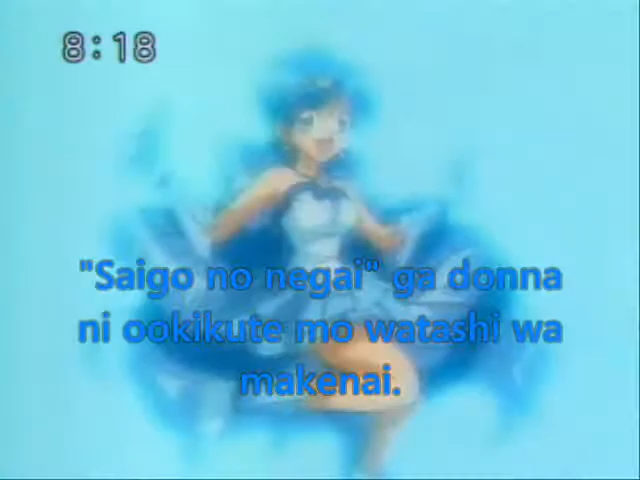 8:18
"Saigo no negai" ga donna
ni ookikute mo watashi wa
makenai.